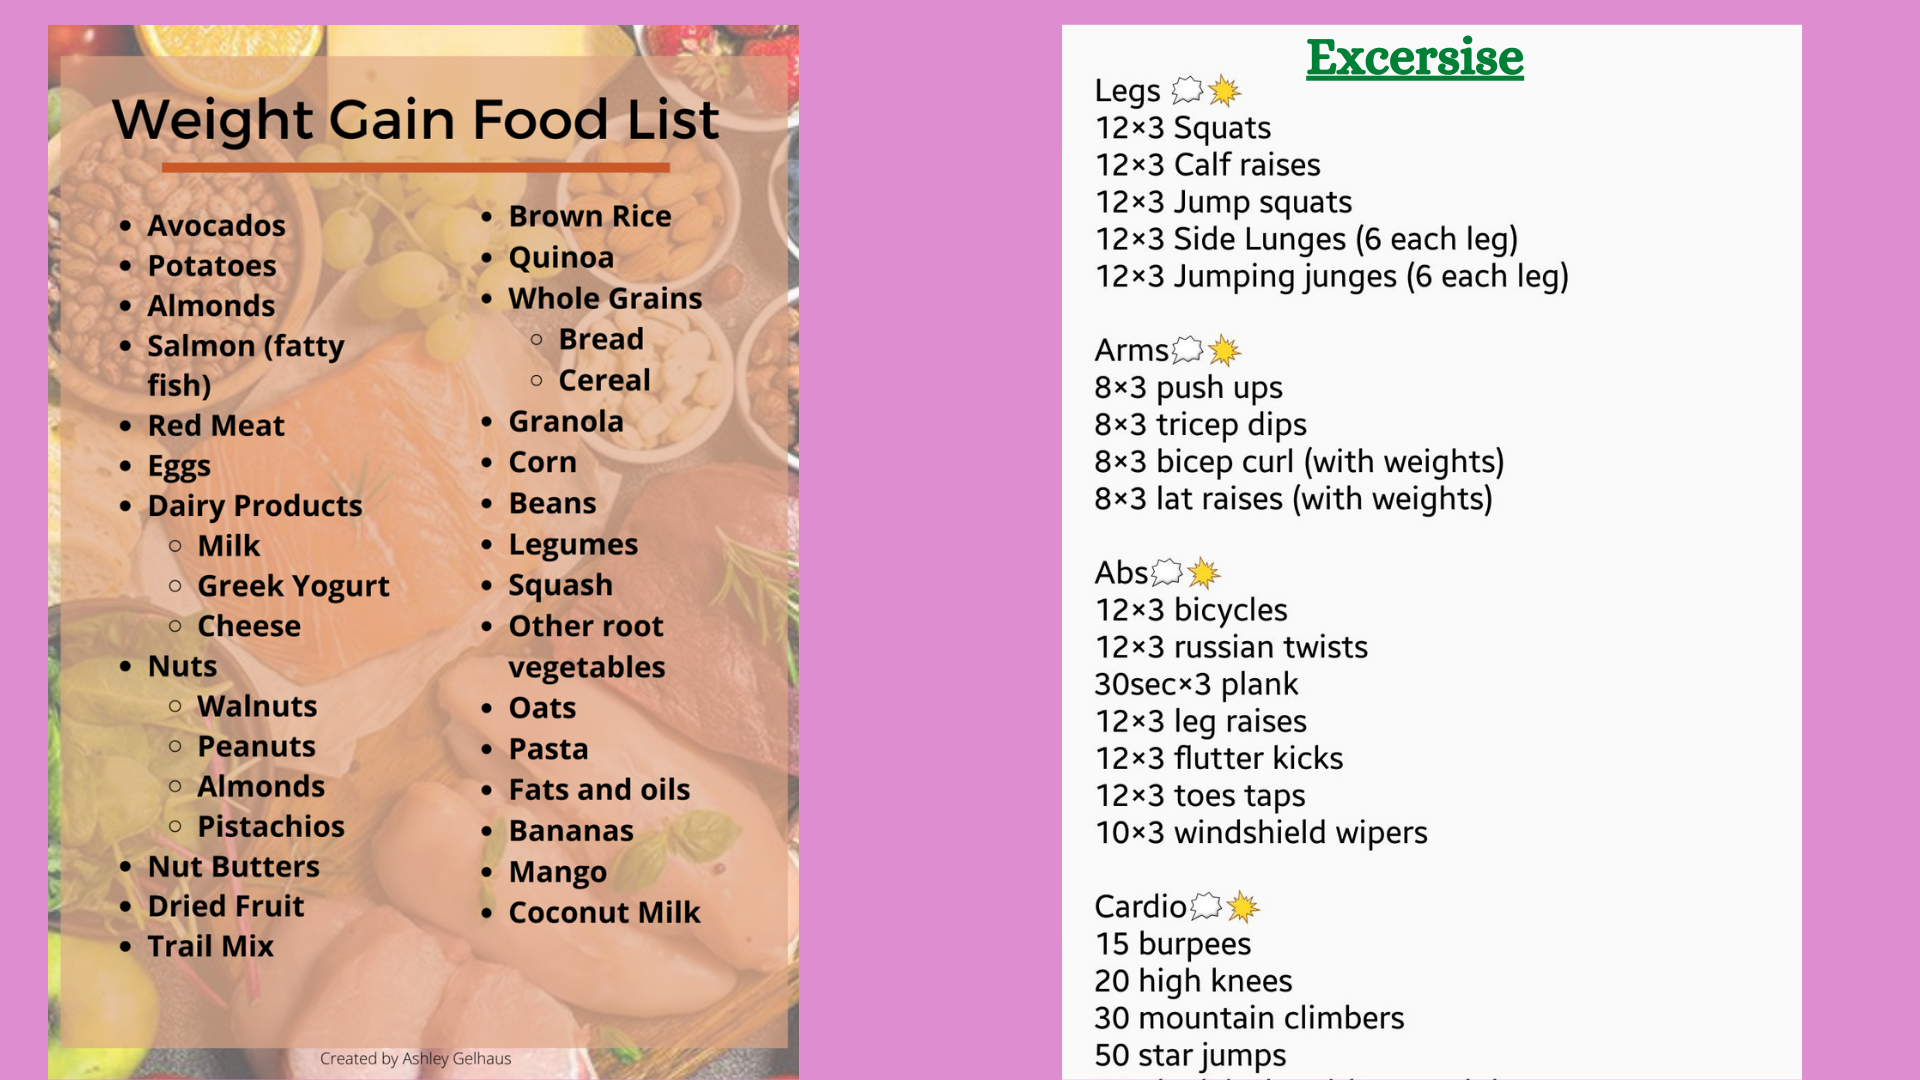 Weight Gain Food List
• Avocados
• Potatoes
• Almonds
• Salmon (fatty
fish)
• Red Meat
• Eggs
• Dairy Products
○ Milk
○ Greek Yogurt
○ Cheese
• Nuts
○ Walnuts
○ Peanuts
○ Almonds
○ Pistachios
• Nut Butters
• Dried Fruit
• Trail Mix
• Brown Rice
• Quinoa
• Whole Grains
○ Bread
○ Cereal
• Granola
• Corn
• Beans
• Legumes
• Squash
• Other root
vegetables
• Oats
• Pasta
• Fats and oils
• Bananas
• Mango
• Coconut Milk
Created by Ashley Gelhaus
Excersise
Legs 🗯💥
12×3 Squats
12×3 Calf raises
12×3 Jump squats
12×3 Side Lunges (6 each leg)
12×3 Jumping junges (6 each leg)
Arms🗯💥
8×3 push ups
8×3 tricep dips
8×3 bicep curl (with weights)
8×3 lat raises (with weights)
Abs🗯💥
12×3 bicycles
12×3 russian twists
30sec×3 plank
12×3 leg raises
12×3 flutter kicks
12×3 toes taps
10×3 windshield wipers
Cardio🗯💥
15 burpees
20 high knees
30 mountain climbers
50 star jumps